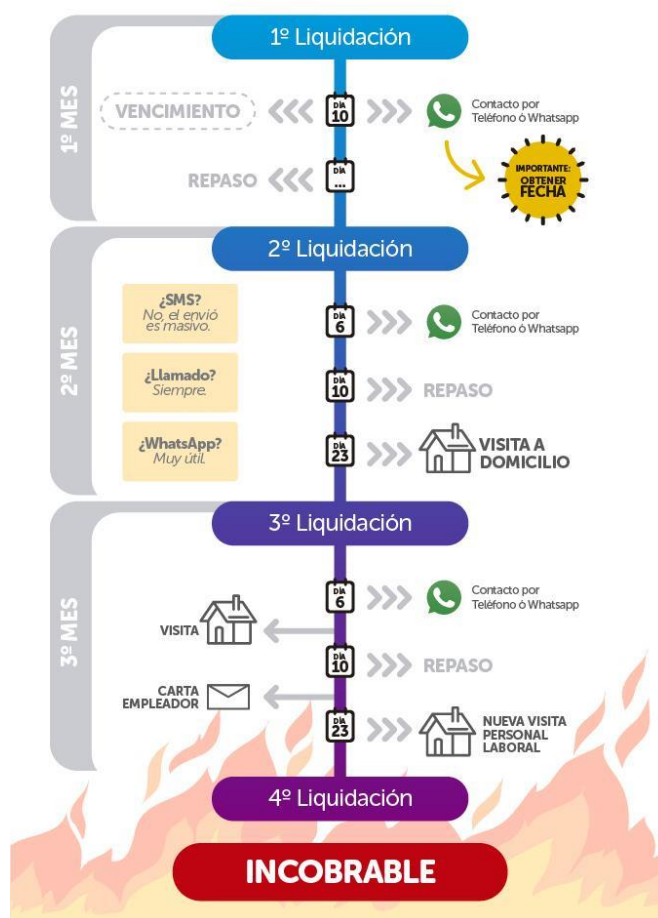 1º Liquidación
1º MES
VENCIMIENTO
DÍA
10
Contacto por
Teléfono ó Whatsapp
IMPORTANTE:
OBTENER
FECHA
REPASO
DÍA
...
2º Liquidación
2º MES
¿SMS?
No, el envió
es masivo.
DÍA
6
Contacto por
Teléfono ó Whatsapp
¿Llamado?
Siempre.
DÍA
10
REPASO
¿WhatsApp?
Muy útil.
DÍA
23
VISITA A
DOMICILIO
3º Liquidación
3º MES
DÍA
6
Contacto por
Teléfono ó Whatsapp
VISITA
DÍA
10
REPASO
CARTA
EMPLEADOR
DÍA
23
NUEVA VISITA
PERSONAL
LABORAL
4º Liquidación
INCOBRABLE